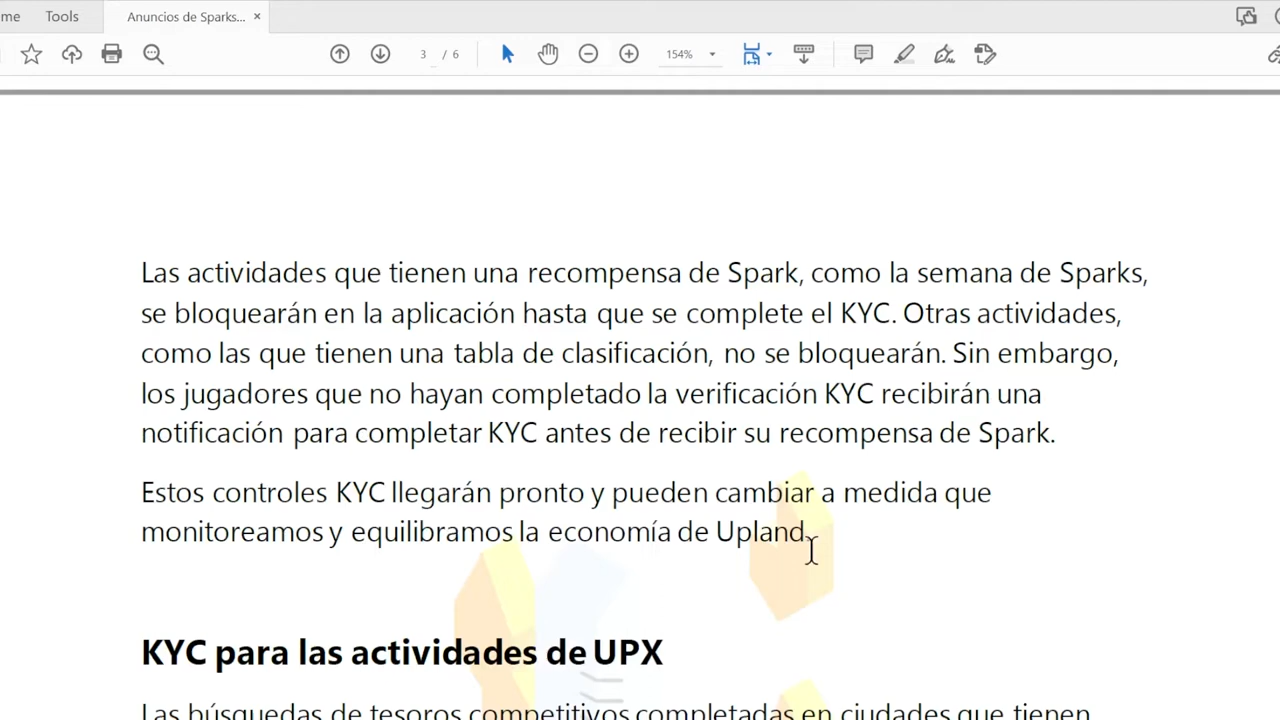 me Tools Anuncios de Sparks... ×
3 / 6 154%
Las actividades que tienen una recompensa de Spark, como la semana de Sparks,
se bloquearán en la aplicación hasta que se complete el KYC. Otras actividades,
como las que tienen una tabla de clasificación, no se bloquearán. Sin embargo,
los jugadores que no hayan completado la verificación KYC recibirán una
notificación para completar KYC antes de recibir su recompensa de Spark.
Estos controles KYC llegarán pronto y pueden cambiar a medida que
monitoreamos y equilibramos la economía de Upland.
KYC para las actividades de UPX
Las búsquedas de tesoros competitivos completadas en ciudades que tienen